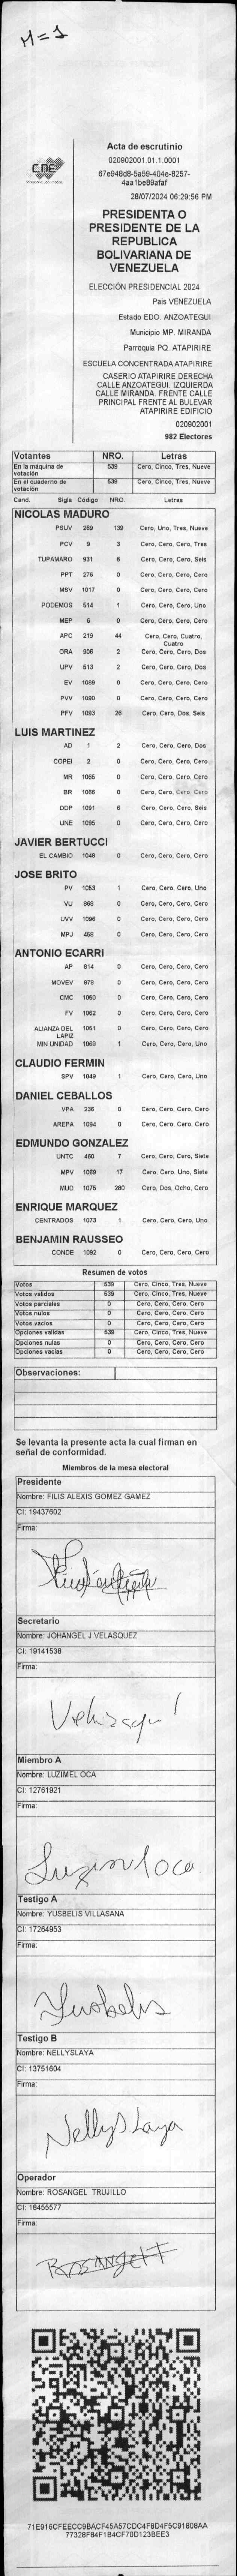 M=1
CNE
Acta de escrutinio
020902001.01.1.0001
67e948d8-5a59-404e-8257-
4aa1be89afaf
28/07/2024 06:29:56 PM
PRESIDENTA O
PRESIDENTE DE LA
REPUBLICA
BOLIVARIANA DE
VENEZUELA
ELECCIÓN PRESIDENCIAL 2024
Pais VENEZUELA
Estado EDO. ANZOATEGUI
Municipio MP. MIRANDA
Parroquia PQ. ATAPIRIRE
ESCUELA CONCENTRADA ATAPIRIRE
CASERIO ATAPIRIRE DERECHA
CALLE ANZOATEGUI. IZQUIERDA
CALLE MIRANDA. FRENTE CALLE
PRINCIPAL FRENTE AL BULEVAR
ATAPIRIRE EDIFICIO
020902001
982 Electores
Votantes NRO. Letras
En la máquina de votación 539 Cero, Cinco, Tres, Nueve
En el cuaderno de votación 539 Cero, Cinco, Tres, Nueve
Cand. Sigla Código NRO. Letras
NICOLAS MADURO
PSUV 269 139 Cero, Uno, Tres, Nueve
PCV 9 3 Cero, Cero, Cero, Tres
TUPAMARO 931 6 Cero, Cero, Cero, Seis
PPT 276 0 Cero, Cero, Cero, Cero
MSV 1017 0 Cero, Cero, Cero, Cero
PODEMOS 514 1 Cero, Cero, Cero, Uno
MEP 6 0 Cero, Cero, Cero, Cero
APC 219 44 Cero, Cero, Cuatro, Cuatro
ORA 906 2 Cero, Cero, Cero, Dos
UPV 513 2 Cero, Cero, Cero, Dos
EV 1089 0 Cero, Cero, Cero, Cero
PVV 1090 0 Cero, Cero, Cero, Cero
PFV 1093 26 Cero, Cero, Dos, Seis
LUIS MARTINEZ
AD 1 2 Cero, Cero, Cero, Dos
COPEI 2 0 Cero, Cero, Cero, Cero
MR 1065 0 Cero, Cero, Cero, Cero
BR 1066 0 Cero, Cero, Cero, Cero
DDP 1091 6 Cero, Cero, Cero, Seis
UNE 1095 0 Cero, Cero, Cero, Cero
JAVIER BERTUCCI
EL CAMBIO 1048 0 Cero, Cero, Cero, Cero
JOSE BRITO
PV 1053 1 Cero, Cero, Cero, Uno
VU 868 0 Cero, Cero, Cero, Cero
UVV 1096 0 Cero, Cero, Cero, Cero
MPJ 458 0 Cero, Cero, Cero, Cero
ANTONIO ECARRI
AP 814 0 Cero, Cero, Cero, Cero
MOVEV 878 0 Cero, Cero, Cero, Cero
CMC 1060 0 Cero, Cero, Cero, Cero
FV 1062 0 Cero, Cero, Cero, Cero
ALIANZA DEL LAPIZ 1051 0 Cero, Cero, Cero, Cero
MIN UNIDAD 1068 1 Cero, Cero, Cero, Uno
CLAUDIO FERMIN
SPV 1049 1 Cero, Cero, Cero, Uno
DANIEL CEBALLOS
VPA 236 0 Cero, Cero, Cero, Cero
AREPA 1094 0 Cero, Cero, Cero, Cero
EDMUNDO GONZALEZ
UNTC 460 7 Cero, Cero, Cero, Siete
MPV 1069 17 Cero, Cero, Uno, Siete
MUD 1075 280 Cero, Dos, Ocho, Cero
ENRIQUE MARQUEZ
CENTRADOS 1073 1 Cero, Cero, Cero, Uno
BENJAMIN RAUSSEO
CONDE 1092 0 Cero, Cero, Cero, Cero
Resumen de votos
Votos 539 Cero, Cinco, Tres, Nueve
Votos validos 539 Cero, Cinco, Tres, Nueve
Votos parciales 0 Cero, Cero, Cero, Cero
Votos nulos 0 Cero, Cero, Cero, Cero
Votos vacios 0 Cero, Cero, Cero, Cero
Opciones validas 539 Cero, Cinco, Tres, Nueve
Opciones nulas 0 Cero, Cero, Cero, Cero
Opciones vacias 0 Cero, Cero, Cero, Cero
Observaciones:
Se levanta la presente acta la cual firman en
señal de conformidad.
Miembros de la mesa electoral
Presidente
Nombre: FILIS ALEXIS GOMEZ GAMEZ
CI: 19437602
Firma:
Secretario
Nombre: JOHANGEL J VELASQUEZ
CI: 19141538
Firma:
Velasquez
Miembro A
Nombre: LUZIMEL OCA
CI: 12761921
Firma:
Testigo A
Nombre: YUSBELIS VILLASANA
CI: 17264953
Firma:
Yusbelis
Testigo B
Nombre: NELLYSLAYA
CI: 13751604
Firma:
Nellys Laya
Operador
Nombre: ROSANGEL TRUJILLO
CI: 18455577
Firma:
ROSANGELT
71E916CFEECC9BACF45A57CDC4F8D4F5C91808AA
77328F84F1B4CF70D123BEE3